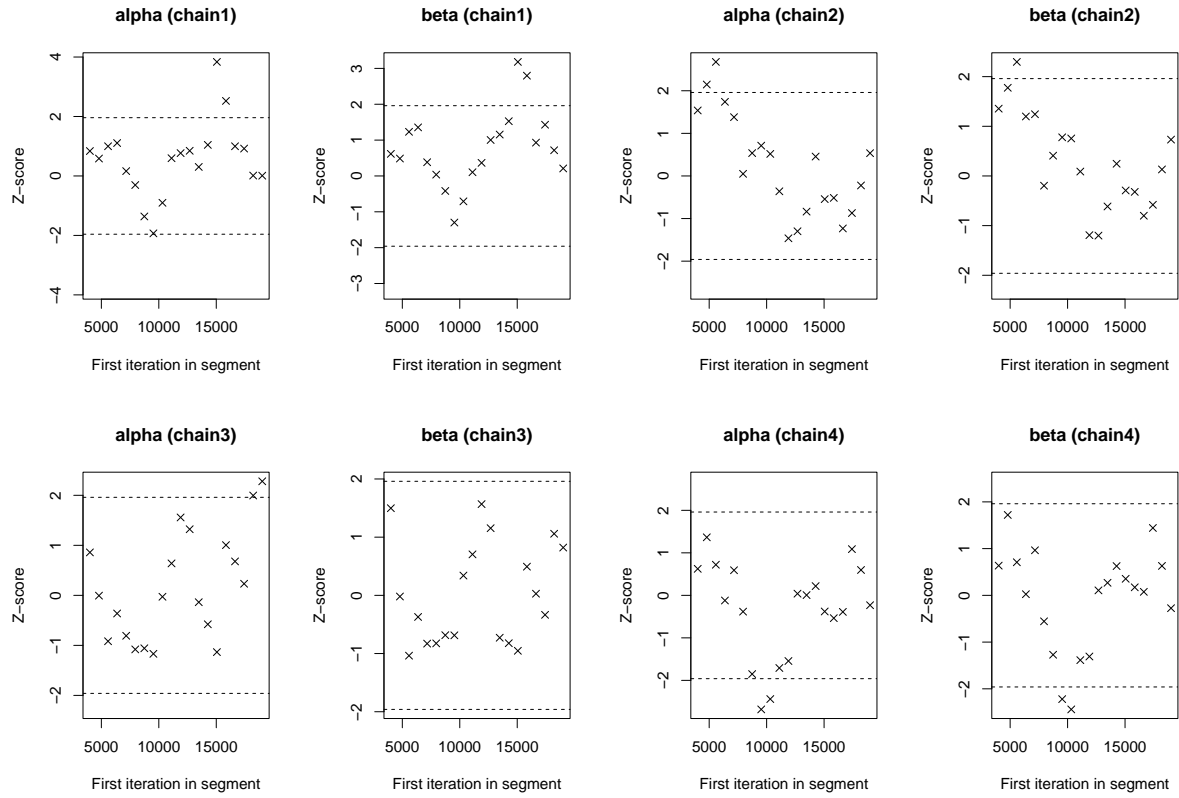 alpha (chain1)
Z−score
−4
−2
0
2
4
5000 10000 15000
First iteration in segment
beta (chain1)
Z−score
−3
−2
−1
0
1
2
3
5000 10000 15000
First iteration in segment
alpha (chain2)
Z−score
−2
−1
0
1
2
5000 10000 15000
First iteration in segment
beta (chain2)
Z−score
−2
−1
0
1
2
5000 10000 15000
First iteration in segment
alpha (chain3)
Z−score
−2
−1
0
1
2
5000 10000 15000
First iteration in segment
beta (chain3)
Z−score
−2
−1
0
1
2
5000 10000 15000
First iteration in segment
alpha (chain4)
Z−score
−2
−1
0
1
2
5000 10000 15000
First iteration in segment
beta (chain4)
Z−score
−2
−1
0
1
2
5000 10000 15000
First iteration in segment